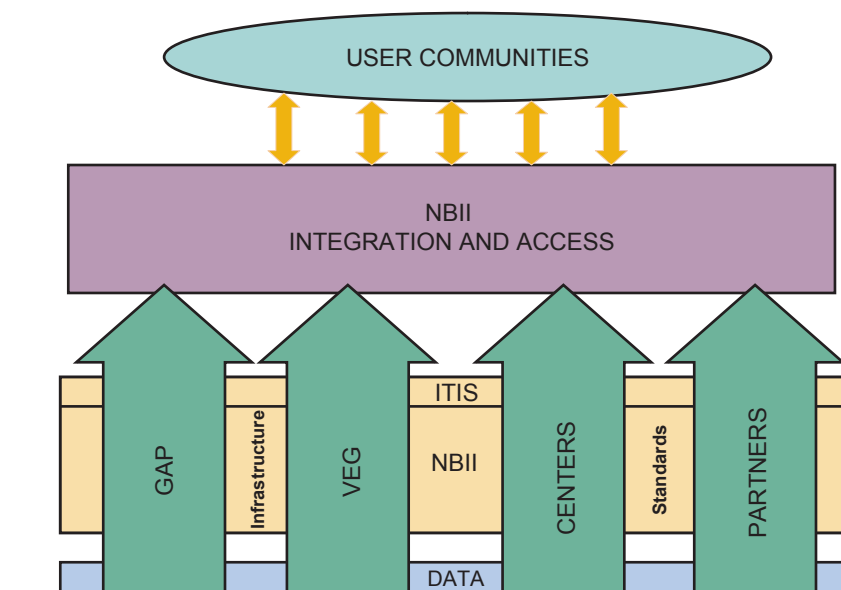 USER COMMUNITIES
NBII
INTEGRATION AND ACCESS
ITIS
GAP
Infrastructure
VEG
NBII
CENTERS
Standards
PARTNERS
DATA